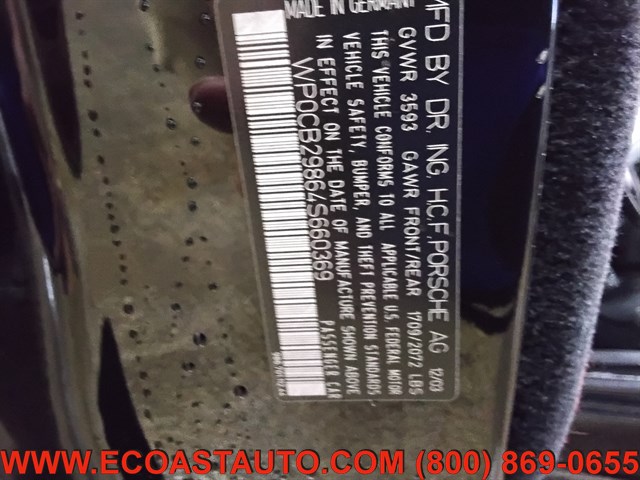 MFD BY DR. ING. H.C.F. PORSCHE AG 12/03
GVWR 3593 GAWR FRONT/REAR 1709/2072 LBS
THIS VEHICLE CONFORMS TO ALL APPLICABLE U.S. FEDERAL MOTOR
VEHICLE SAFETY, BUMPER, AND THEFT PREVENTION STANDARDS
IN EFFECT ON THE DATE OF MANUFACTURE SHOWN ABOVE
WP0CB29864S660369 PASSENGER CAR
MADE IN GERMANY
WWW.ECOASTAUTO.COM (800) 869-0655